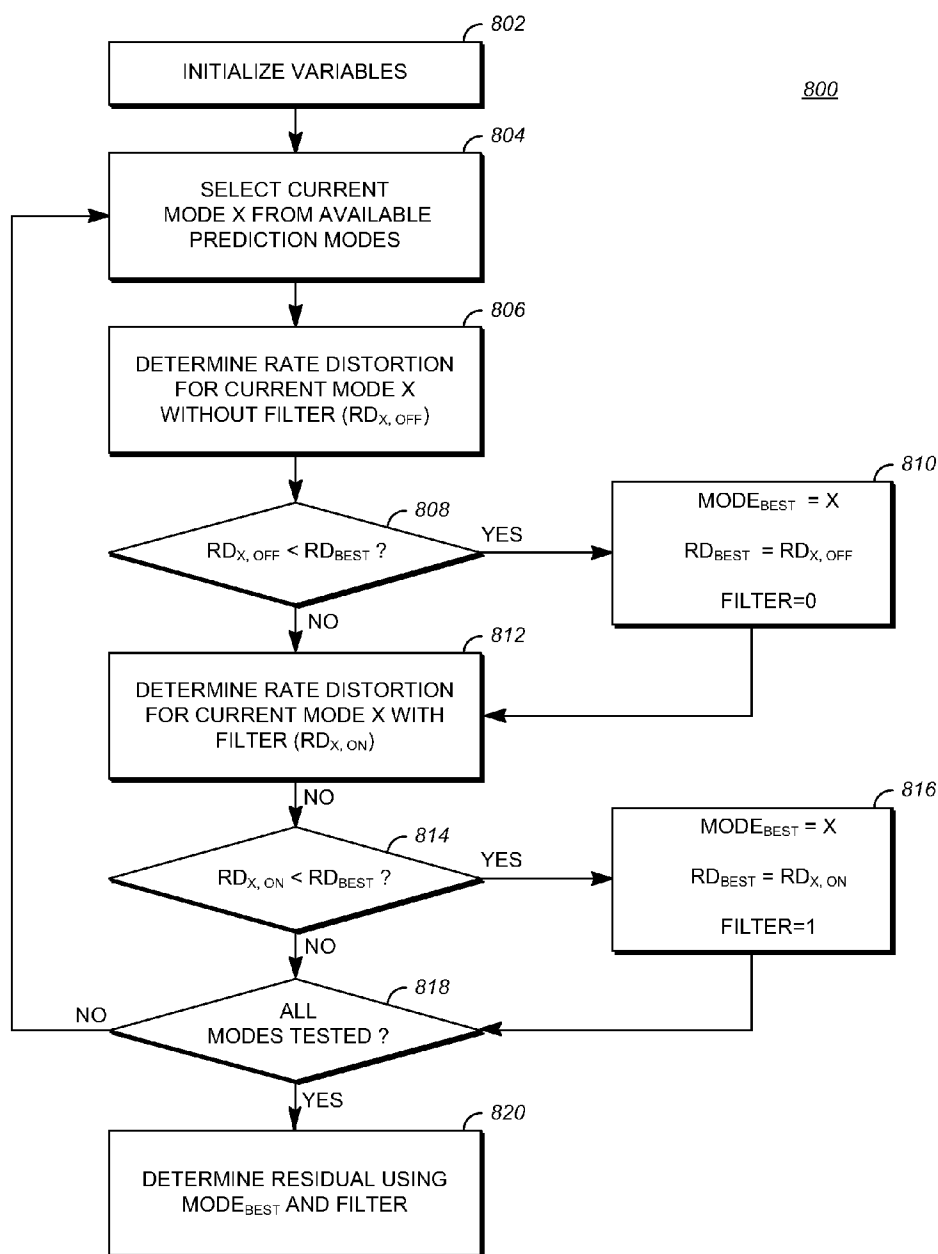 802
INITIALIZE VARIABLES
800
804
SELECT CURRENT
MODE X FROM AVAILABLE
PREDICTION MODES
806
DETERMINE RATE DISTORTION
FOR CURRENT MODE X
WITHOUT FILTER (RDX, OFF)
808
RDX, OFF < RDBEST ?
YES
NO
810
MODEBEST = X
RDBEST = RDX, OFF
FILTER=0
812
DETERMINE RATE DISTORTION
FOR CURRENT MODE X WITH
FILTER (RDX, ON)
NO
814
RDX, ON < RDBEST ?
YES
NO
816
MODEBEST = X
RDBEST = RDX, ON
FILTER=1
818
ALL
MODES TESTED ?
NO
YES
820
DETERMINE RESIDUAL USING
MODEBEST AND FILTER